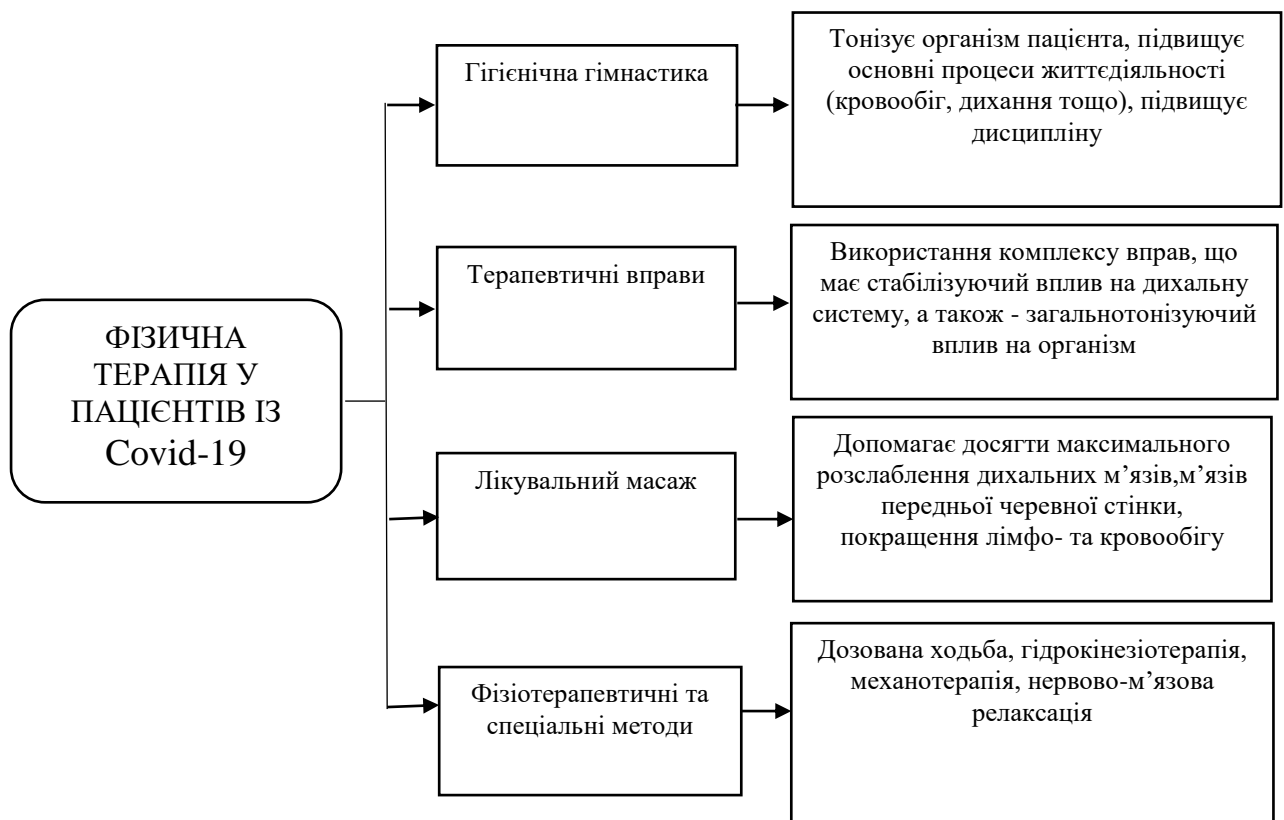 ФІЗИЧНА
ТЕРАПІЯ У
ПАЦІЄНТІВ ІЗ
Covid-19
Гігієнічна гімнастика
Тонізує організм пацієнта, підвищує
основні процеси життєдіяльності
(кровообіг, дихання тощо), підвищує
дисципліну
Терапевтичні вправи
Використання комплексу вправ, що
має стабілізуючий вплив на дихальну
систему, а також - загальнотонізуючий
вплив на організм
Лікувальний масаж
Допомагає досягти максимального
розслаблення дихальних м’язів,м’язів
передньої черевної стінки,
покращення лімфо- та кровообігу
Фізіотерапевтичні та
спеціальні методи
Дозована ходьба, гідрокінезіотерапія,
механотерапія, нервово-м’язова
релаксація